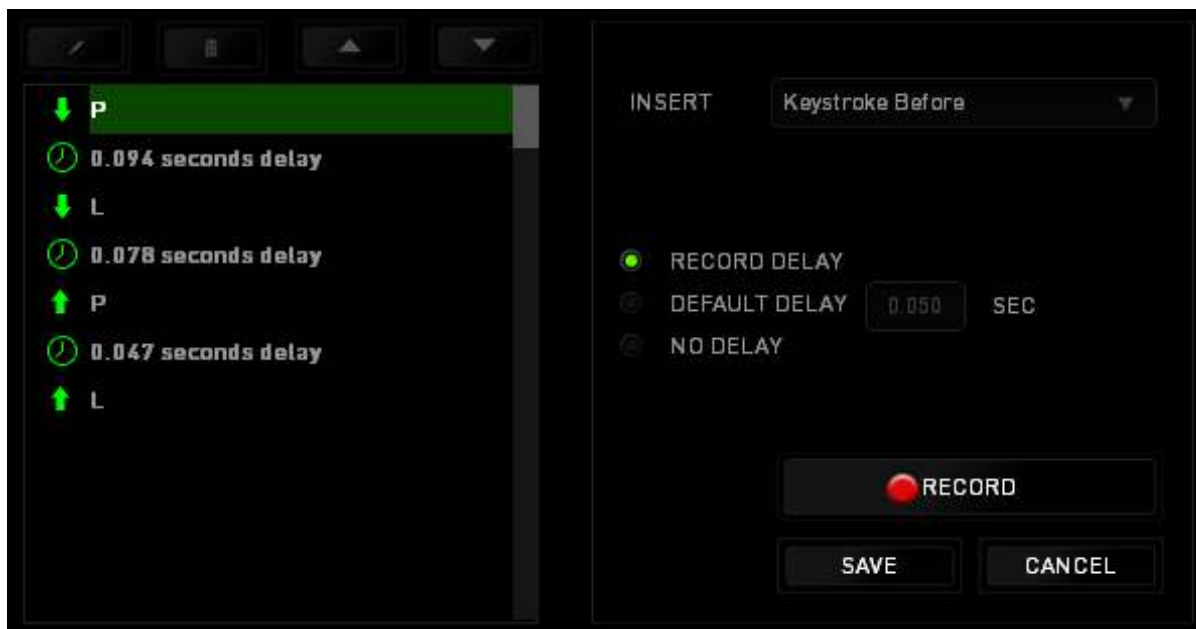 P
0.094 seconds delay
L
0.078 seconds delay
P
0.047 seconds delay
L
INSERT Keystroke Before
RECORD DELAY
DEFAULT DELAY 0.050 SEC
NO DELAY
RECORD
SAVE CANCEL